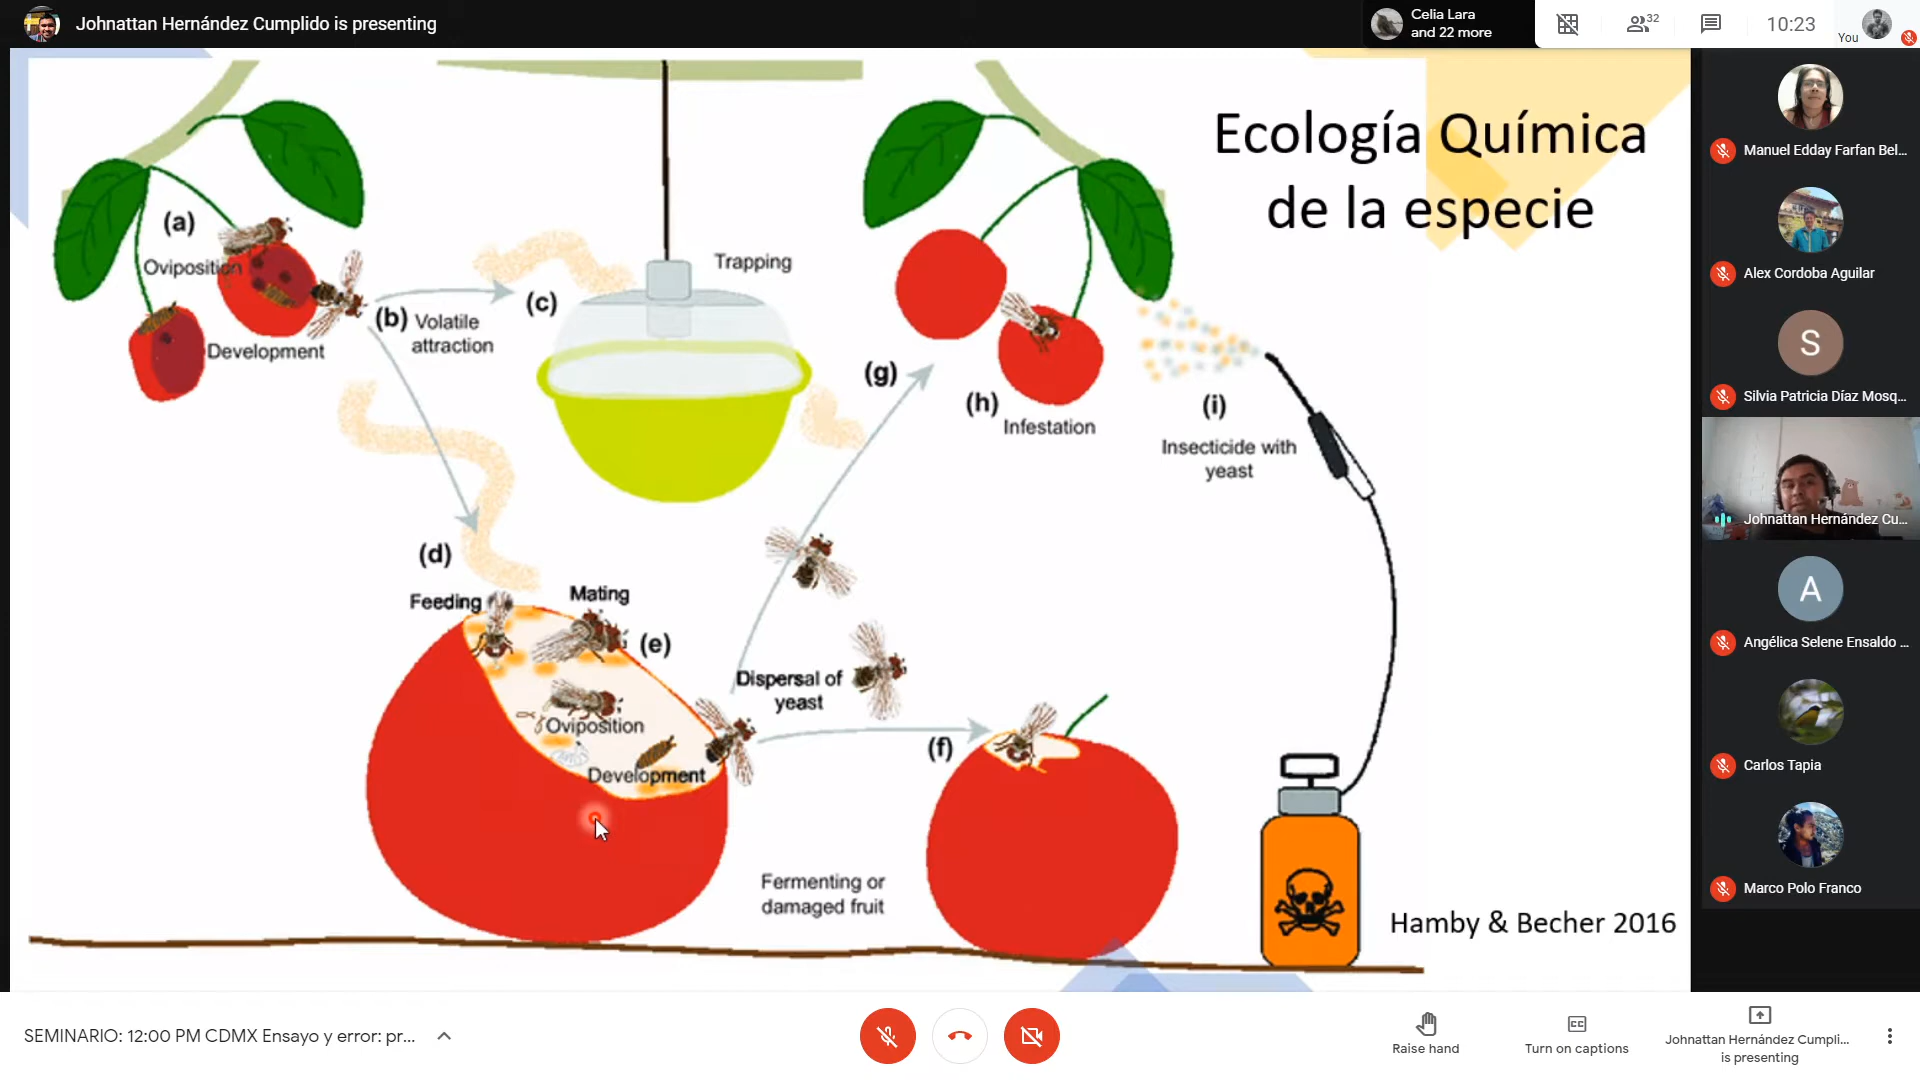 Johnattan Hernández Cumplido is presenting
Celia Lara
and 22 more
32
10:23
You
Ecología Química
de la especie
(a)
Oviposition
Development
(b) Volatile
attraction
(c)
Trapping
(d)
Feeding
Mating
(e)
Oviposition
Development
Dispersal of
yeast
(f)
(g)
(h)
Infestation
(i)
Insecticide with
yeast
Fermenting or
damaged fruit
Hamby & Becher 2016
Manuel Edday Farfan Bel...
Alex Cordoba Aguilar
S
Silvia Patricia Díaz Mosq...
Johnattan Hernández Cu...
A
Angélica Selene Ensaldo ...
Carlos Tapia
Marco Polo Franco
SEMINARIO: 12:00 PM CDMX Ensayo y error: pr...
Raise hand
CC
Turn on captions
Johnattan Hernández Cumpli...
is presenting